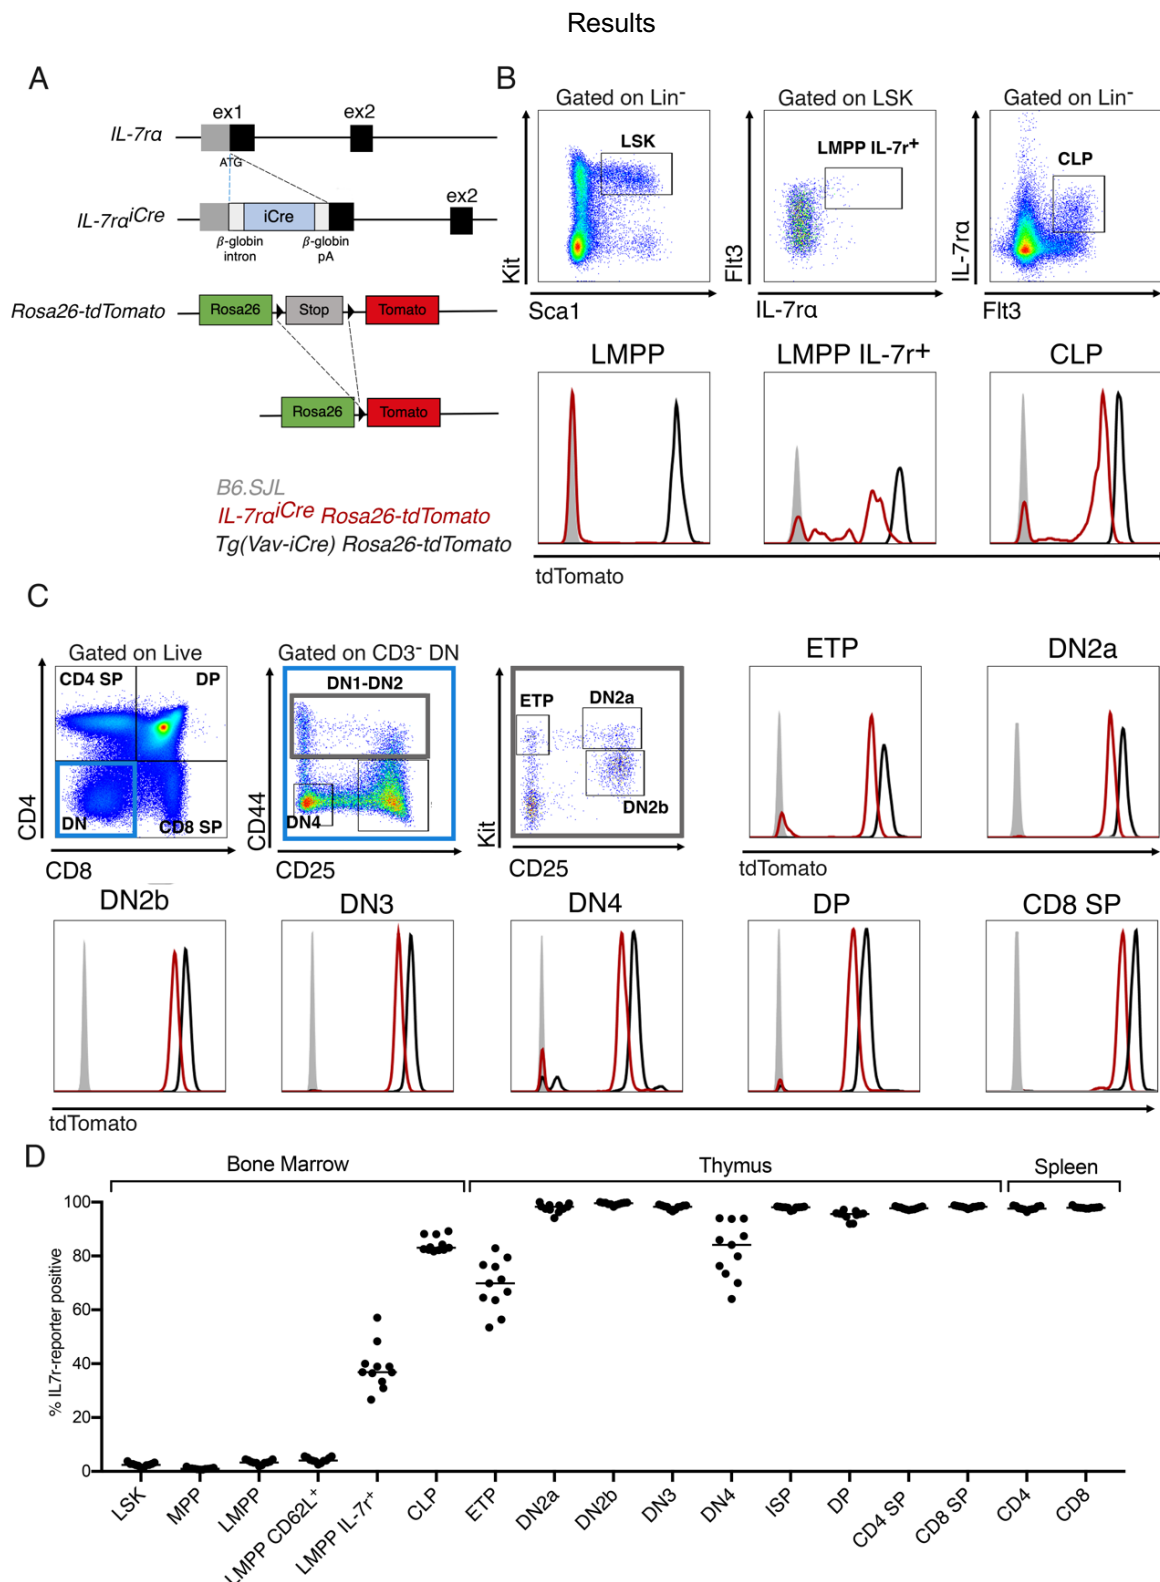 Results
A
IL-7rα
ex1
ex2
ATG
IL-7rα^iCre
iCre
ex2
β-globin
intron
β-globin
pA
Rosa26-tdTomato
Rosa26
Stop
Tomato
Rosa26
Tomato
B6.SJL
IL-7rα^iCre Rosa26-tdTomato
Tg(Vav-iCre) Rosa26-tdTomato
B
Gated on Lin-
LSK
Kit
Sca1
Gated on LSK
LMPP IL-7r+
Flt3
IL-7rα
Gated on Lin-
CLP
IL-7rα
Flt3
LMPP
LMPP IL-7r+
CLP
tdTomato
C
Gated on Live
CD4 SP
DP
DN
CD8 SP
CD4
CD8
Gated on CD3- DN
DN1-DN2
DN4
CD44
CD25
ETP
DN2a
DN2b
Kit
CD25
ETP
DN2a
tdTomato
DN2b
DN3
DN4
DP
CD8 SP
tdTomato
D
Bone Marrow
Thymus
Spleen
% IL7r-reporter positive
100
80
60
40
20
0
LSK
MPP
LMPP
LMPP CD62L+
LMPP IL-7r+
CLP
ETP
DN2a
DN2b
DN3
DN4
ISP
DP
CD4 SP
CD8 SP
CD4
CD8